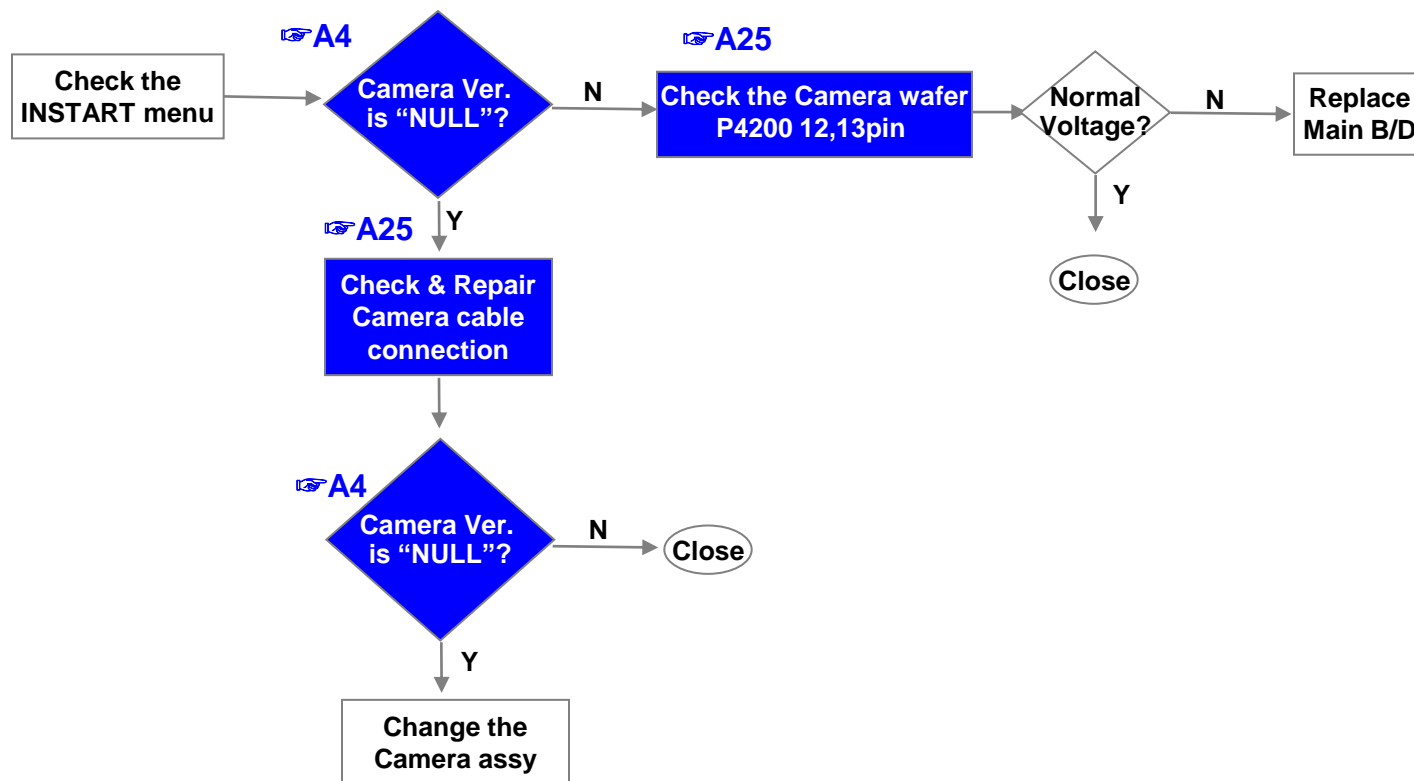 ☞A4
☞A25
Check the
INSTART menu
Camera Ver.
is “NULL”?
N
Check the Camera wafer
P4200 12,13pin
Normal
Voltage?
N
Replace
Main B/D
Y
☞A25
Y
Close
Check & Repair
Camera cable
connection
☞A4
Camera Ver.
is “NULL”?
N
Close
Y
Change the
Camera assy